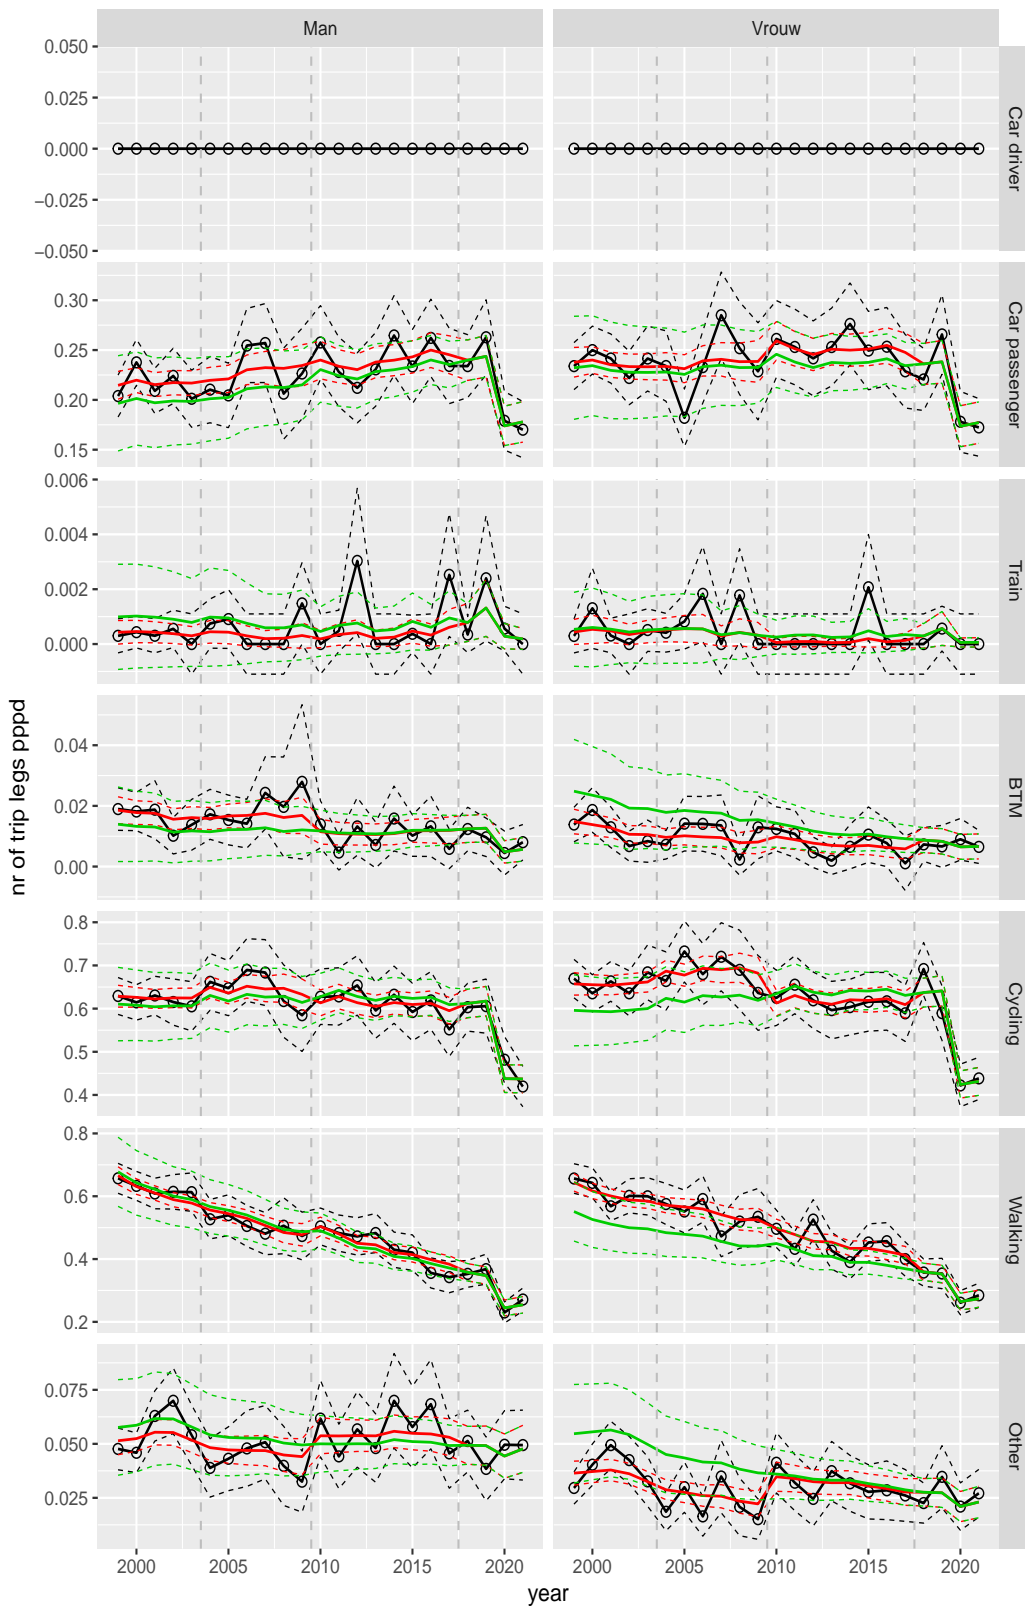 Man Vrouw
0.050
0.025
0.000
−0.025
−0.050
Car driver
0.30
0.25
0.20
0.15
Car passenger
0.006
0.004
0.002
0.000
Train
0.04
0.02
0.00
BTM
0.8
0.7
0.6
0.5
0.4
Cycling
0.8
0.6
0.4
0.2
Walking
0.075
0.050
0.025
Other
2000 2005 2010 2015 2020 2000 2005 2010 2015 2020
year
nr of trip legs pppd